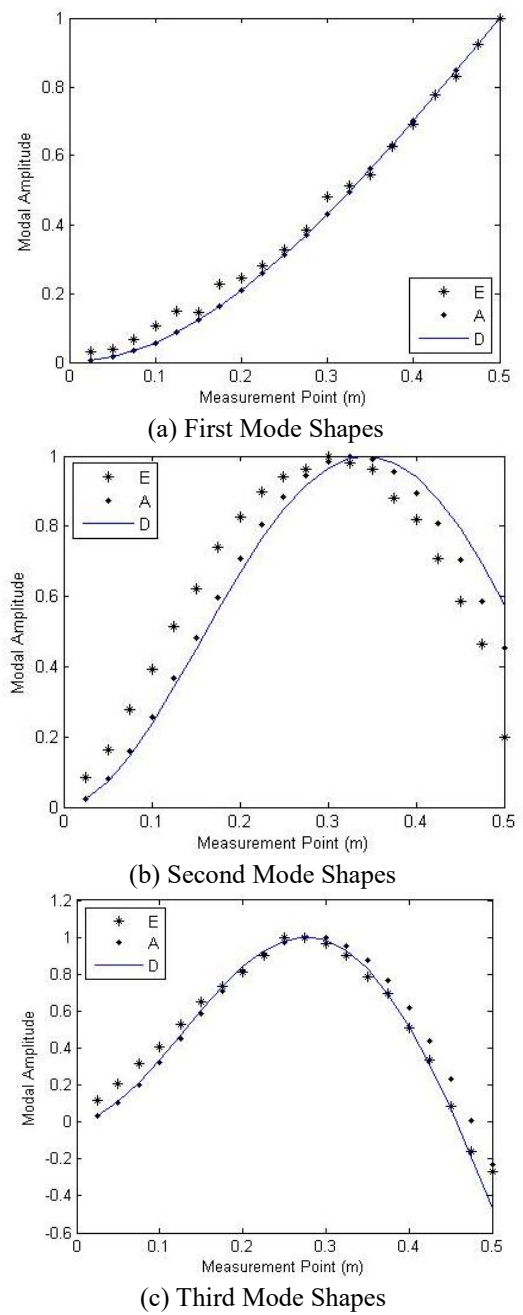 1
0.8
0.6
0.4
0.2
0
Modal Amplitude
E
A
D
0 0.1 0.2 0.3 0.4 0.5
Measurement Point (m)
(a) First Mode Shapes
1
0.8
0.6
0.4
0.2
0
Modal Amplitude
E
A
D
0 0.1 0.2 0.3 0.4 0.5
Measurement Point (m)
(b) Second Mode Shapes
1.2
1
0.8
0.6
0.4
0.2
0
-0.2
-0.4
-0.6
Modal Amplitude
E
A
D
0 0.1 0.2 0.3 0.4 0.5
Measurement Point (m)
(c) Third Mode Shapes